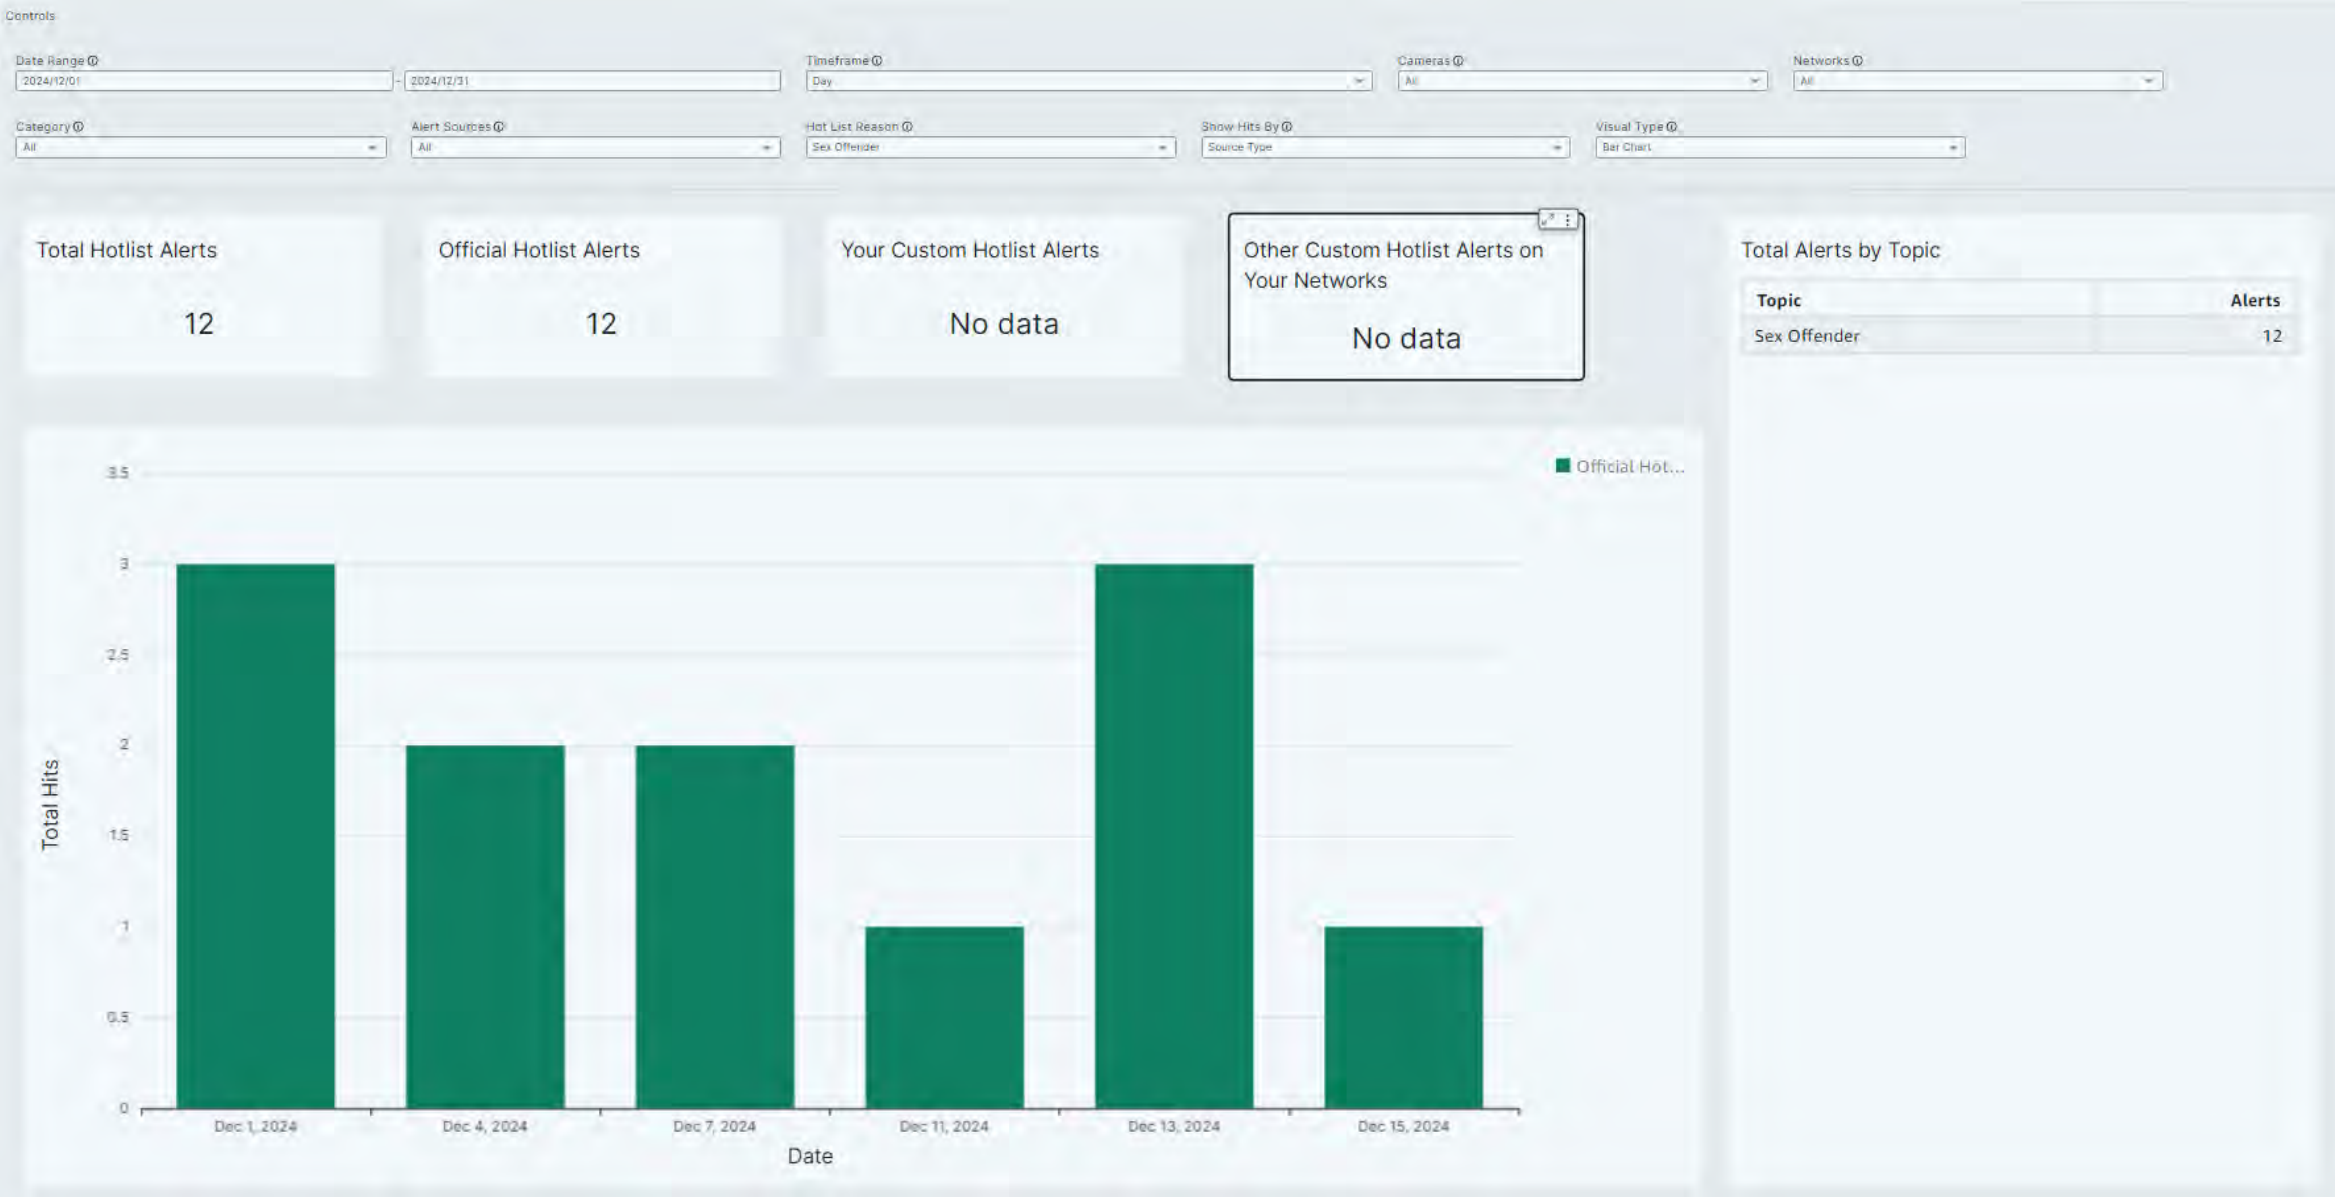 Controls
Date Range
2024/12/01 - 2024/12/31
Timeframe
Day
Cameras
All
Networks
All
Category
All
Alert Sources
All
Hot List Reason
Sex Offender
Show Hits By
Source Type
Visual Type
Bar Chart
Total Hotlist Alerts
12
Official Hotlist Alerts
12
Your Custom Hotlist Alerts
No data
Other Custom Hotlist Alerts on
Your Networks
No data
Total Alerts by Topic
Topic Alerts
Sex Offender 12
Official Hot...
3.5
3
2.5
2
1.5
1
0.5
0
Total Hits
Dec 1, 2024 Dec 4, 2024 Dec 7, 2024 Dec 11, 2024 Dec 13, 2024 Dec 15, 2024
Date